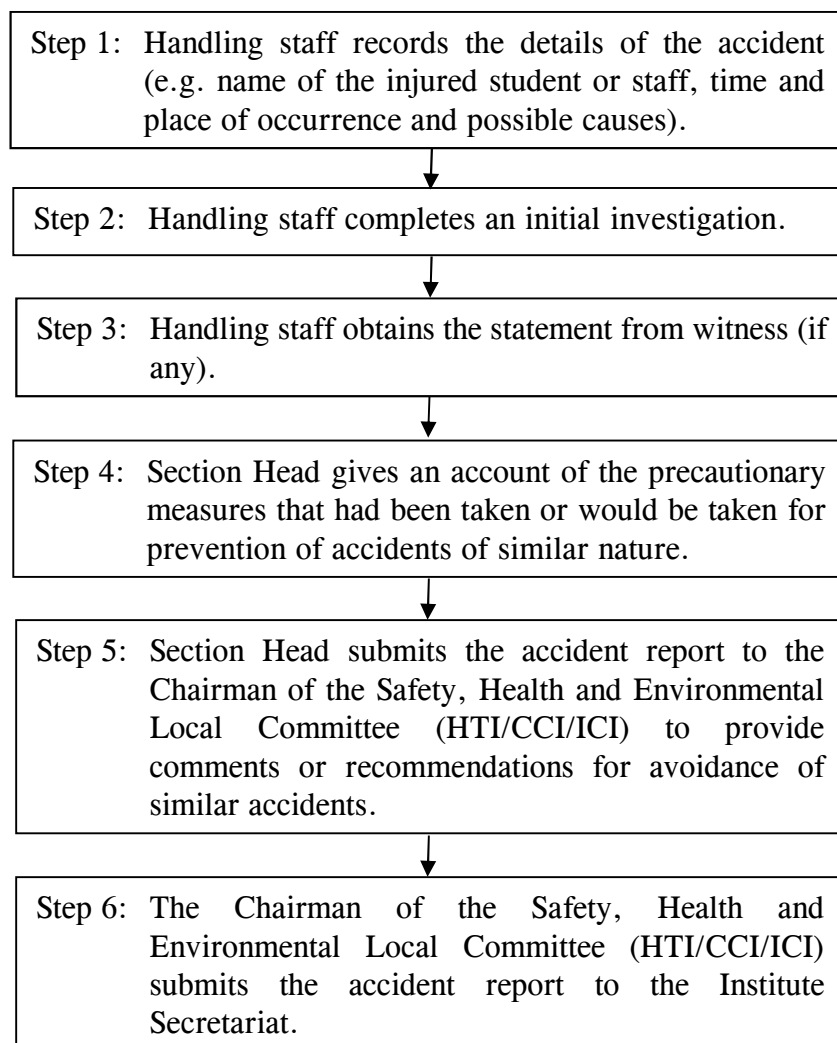 Step 1: Handling staff records the details of the accident
(e.g. name of the injured student or staff, time and
place of occurrence and possible causes).
Step 2: Handling staff completes an initial investigation.
Step 3: Handling staff obtains the statement from witness (if
any).
Step 4: Section Head gives an account of the precautionary
measures that had been taken or would be taken for
prevention of accidents of similar nature.
Step 5: Section Head submits the accident report to the
Chairman of the Safety, Health and Environmental
Local Committee (HTI/CCI/ICI) to provide
comments or recommendations for avoidance of
similar accidents.
Step 6: The Chairman of the Safety, Health and
Environmental Local Committee (HTI/CCI/ICI)
submits the accident report to the Institute
Secretariat.